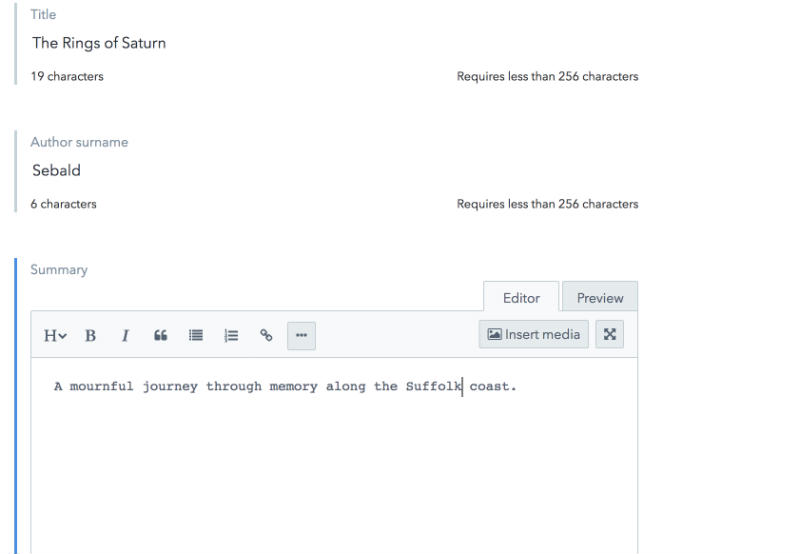 Title
The Rings of Saturn
19 characters Requires less than 256 characters
Author surname
Sebald
6 characters Requires less than 256 characters
Summary
Editor Preview
H B I Insert media
A mournful journey through memory along the Suffolk coast.